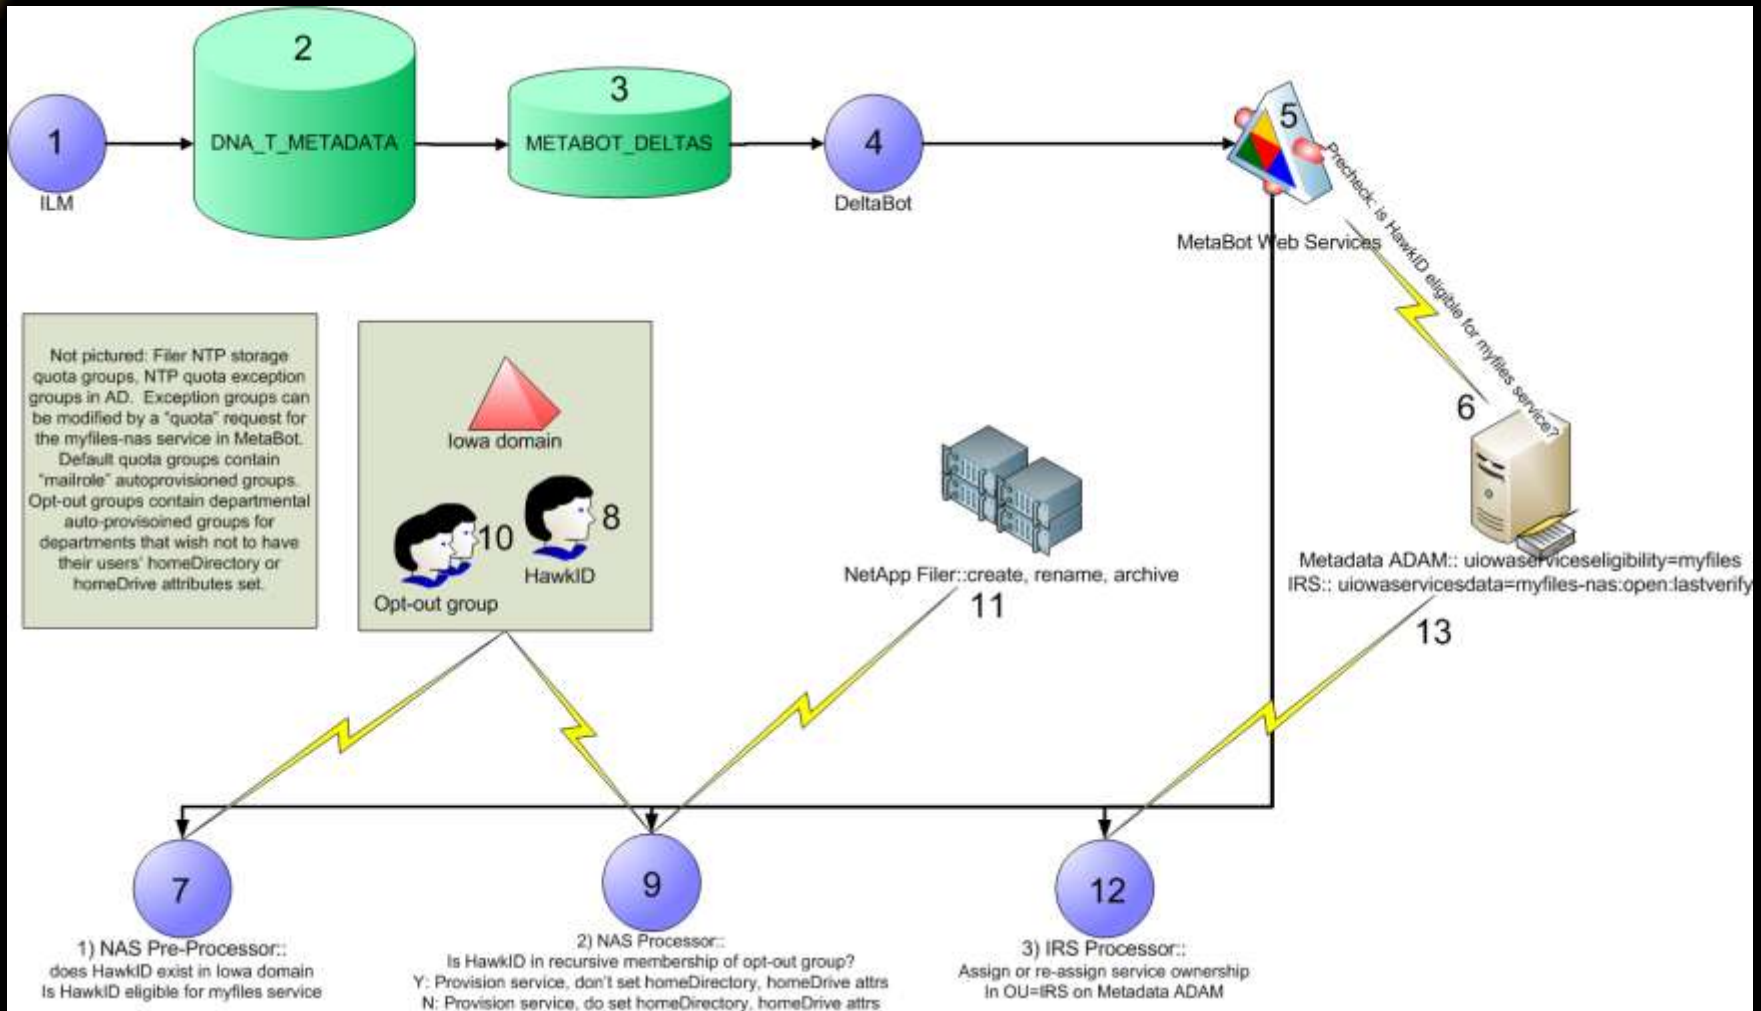 1
ILM
2
DNA_T_METADATA
3
METABOT_DELTAS
4
DeltaBot
5
MetaBot Web Services
Precheck: is HawkID eligible for myfiles service?
6
Not pictured: Filer NTP storage
quota groups, NTP quota exception
groups in AD.  Exception groups can
be modified by a "quota" request for
the myfiles-nas service in MetaBot.
Default quota groups contain
"mailrole" autoprovisioned groups.
Opt-out groups contain departmental
auto-provisoined groups for
departments that wish not to have
their users' homeDirectory or
homeDrive attributes set.
Iowa domain
10
Opt-out group
8
HawkID
NetApp Filer::create, rename, archive
11
Metadata ADAM:: uiowaserviceseligibility=myfiles
IRS:: uiowaservicesdata=myfiles-nas:open:lastverify
13
7
1) NAS Pre-Processor::
does HawkID exist in Iowa domain
Is HawkID eligible for myfiles service
9
2) NAS Processor::
Is HawkID in recursive membership of opt-out group?
Y: Provision service, don't set homeDirectory, homeDrive attrs
N: Provision service, do set homeDirectory, homeDrive attrs
12
3) IRS Processor::
Assign or re-assign service ownership
In OU=IRS on Metadata ADAM